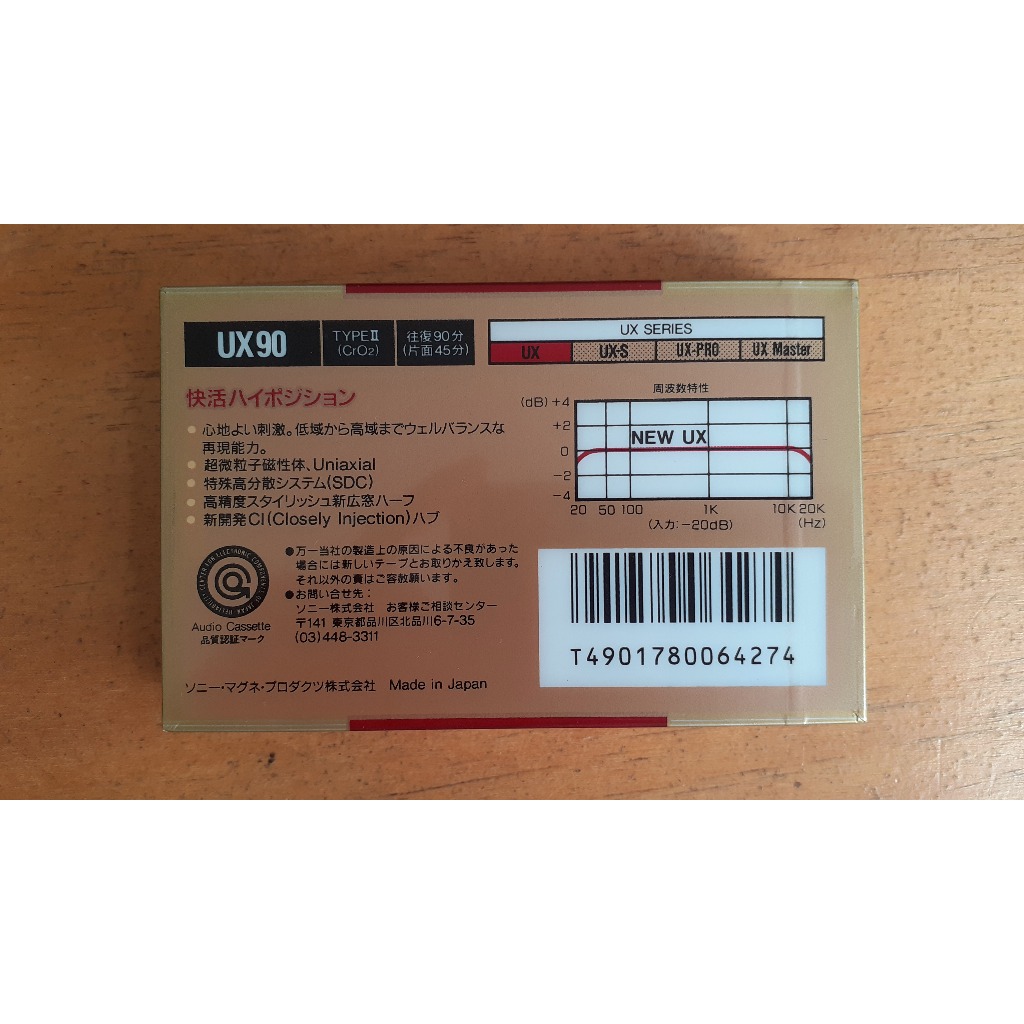 UX90
TYPEⅡ
(CrO2)
往復90分
(片面45分)
UX SERIES
UX UX-S UX-PRO UX Master
快活ハイポジション
心地よい刺激。低域から高域までウェルバランスな
再現能力。
超微粒子磁性体、Uniaxial
特殊高分散システム(SDC)
高精度スタイリッシュ新広窓ハーフ
新開発CI(Closely Injection)ハブ
周波数特性
(dB) +4
+2
0
−2
−4
NEW UX
20 50 100 1K 10K 20K
(入力:−20dB) (Hz)
RELIABILITY CENTER FOR ELECTRONIC COMPONENTS OF JAPAN
Audio Cassette
品質認証マーク
●万一当社の製造上の原因による不良があった
場合には新しいテープとお取りかえ致します。
それ以外の責はご容赦願います。
●お問い合せ先:
ソニー株式会社 お客様ご相談センター
〒141 東京都品川区北品川6-7-35
(03)448-3311
T4901780064274
ソニー・マグネ・プロダクツ株式会社 Made in Japan